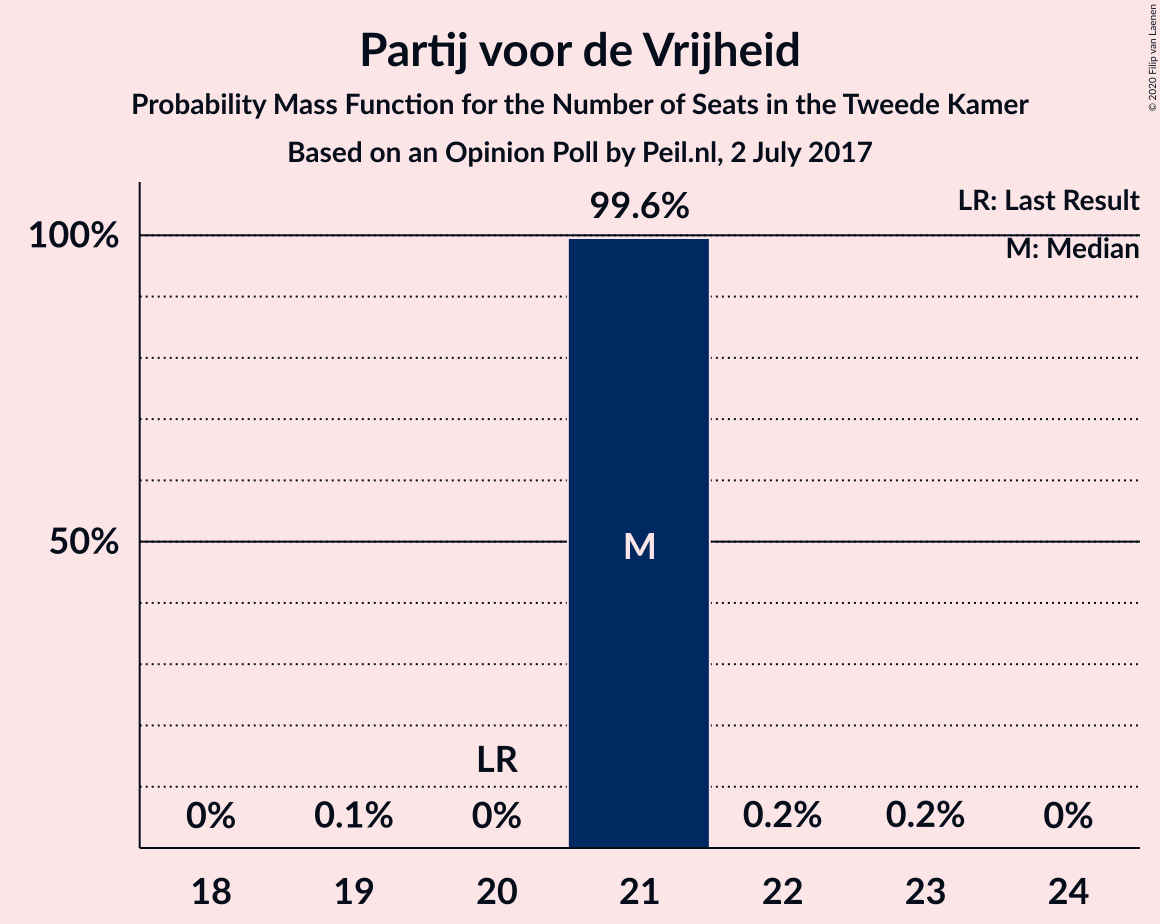 Partij voor de Vrijheid
Probability Mass Function for the Number of Seats in the Tweede Kamer
Based on an Opinion Poll by Peil.nl, 2 July 2017
© 2020 Filip van Laenen
LR: Last Result
M: Median
99.6%
100%
50%
M
LR
0%
0.1%
0%
0.2%
0.2%
0%
18
19
20
21
22
23
24